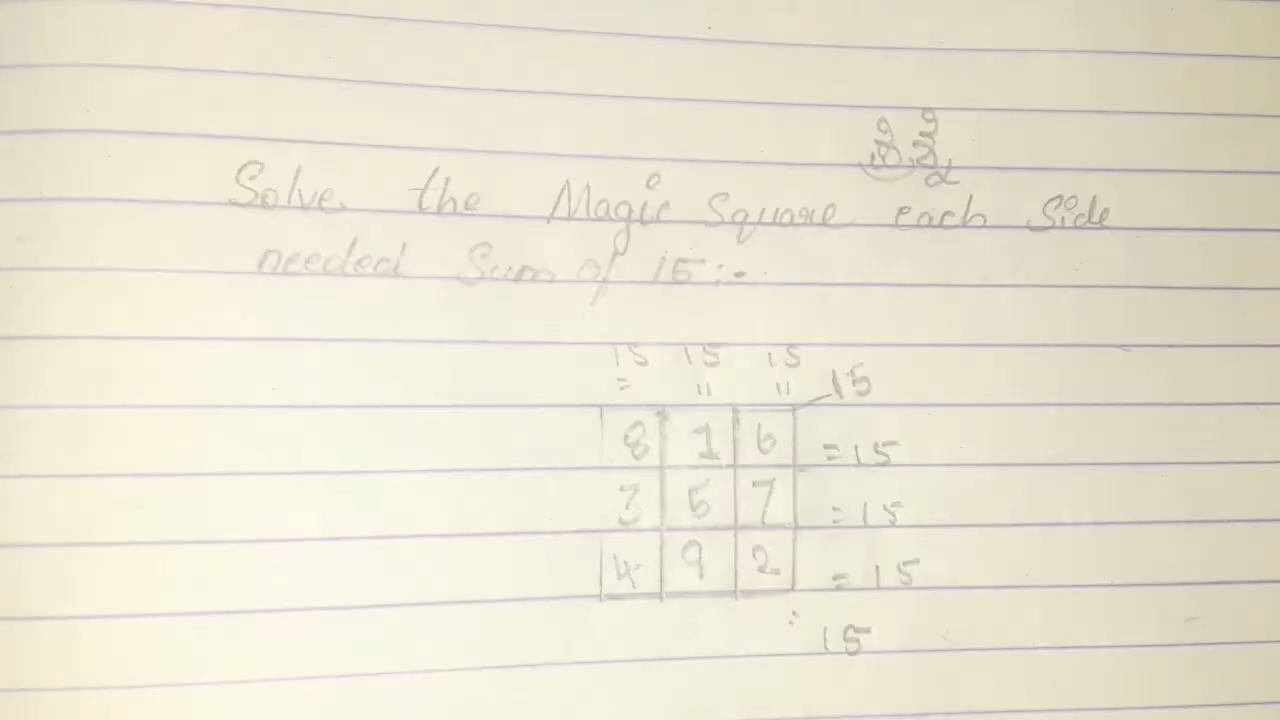 Solve the Magic Square each Side
needed Sum of 15:-
15 15 15
= " " 15
8 1 6 =15
3 5 7 =15
4 9 2 =15
15